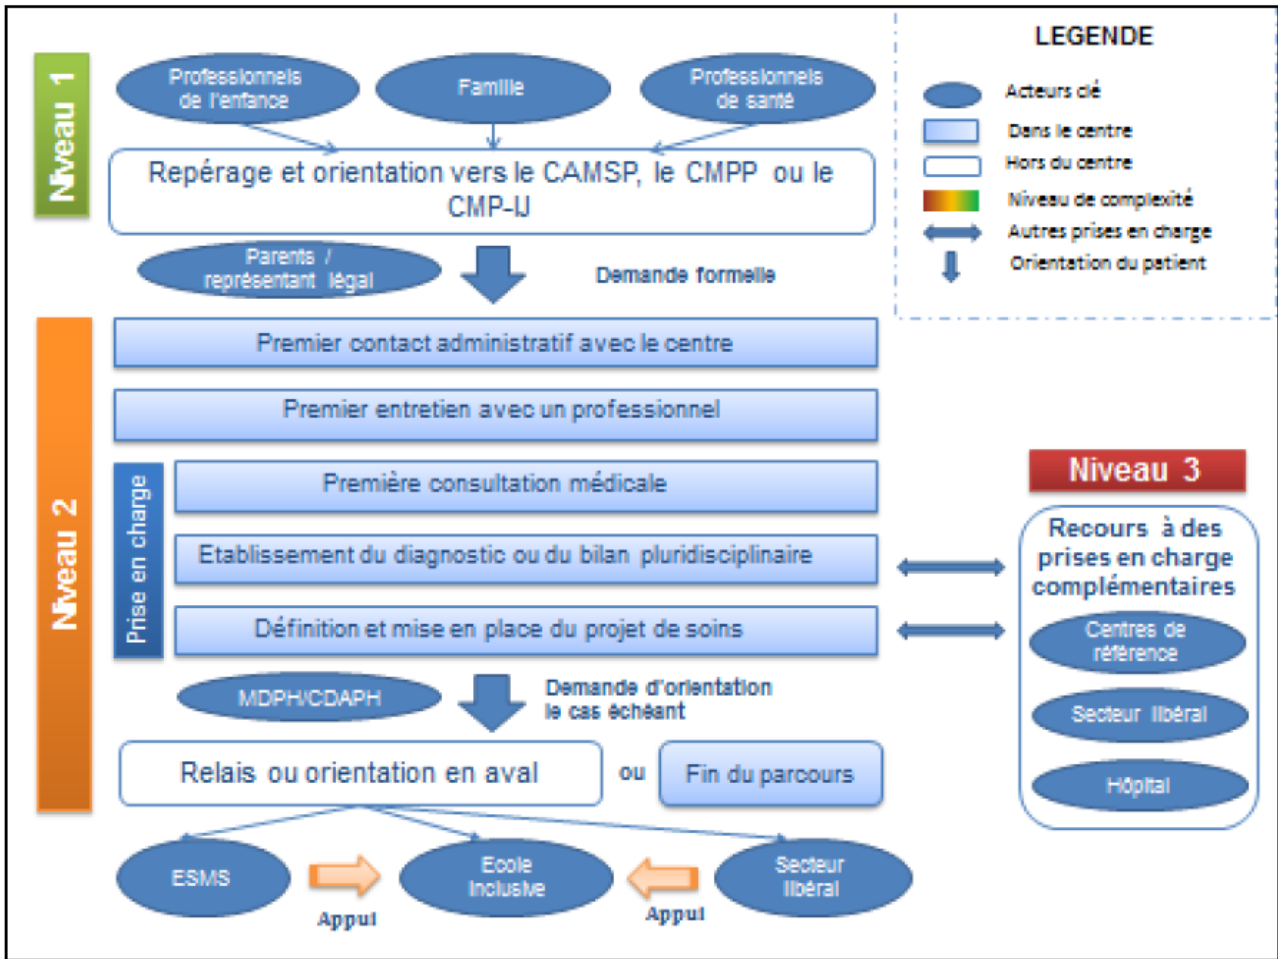 Niveau 1
Professionnels
de l'enfance
Famille
Professionnels
de santé
Repérage et orientation vers le CAMSP, le CMPP ou le
CMP-IJ
Parents /
représentant légal
Demande formelle
LEGENDE
Acteurs clé
Dans le centre
Hors du centre
Niveau de complexité
Autres prises en charge
Orientation du patient
Niveau 2
Premier contact administratif avec le centre
Premier entretien avec un professionnel
Prise en charge
Première consultation médicale
Etablissement du diagnostic ou du bilan pluridisciplinaire
Définition et mise en place du projet de soins
MDPH/CDAPH
Demande d'orientation
le cas échéant
Relais ou orientation en aval
ou
Fin du parcours
ESMS
Appui
Ecole
inclusive
Appui
Secteur
libéral
Niveau 3
Recours à des
prises en charge
complémentaires
Centres de
référence
Secteur libéral
Hôpital